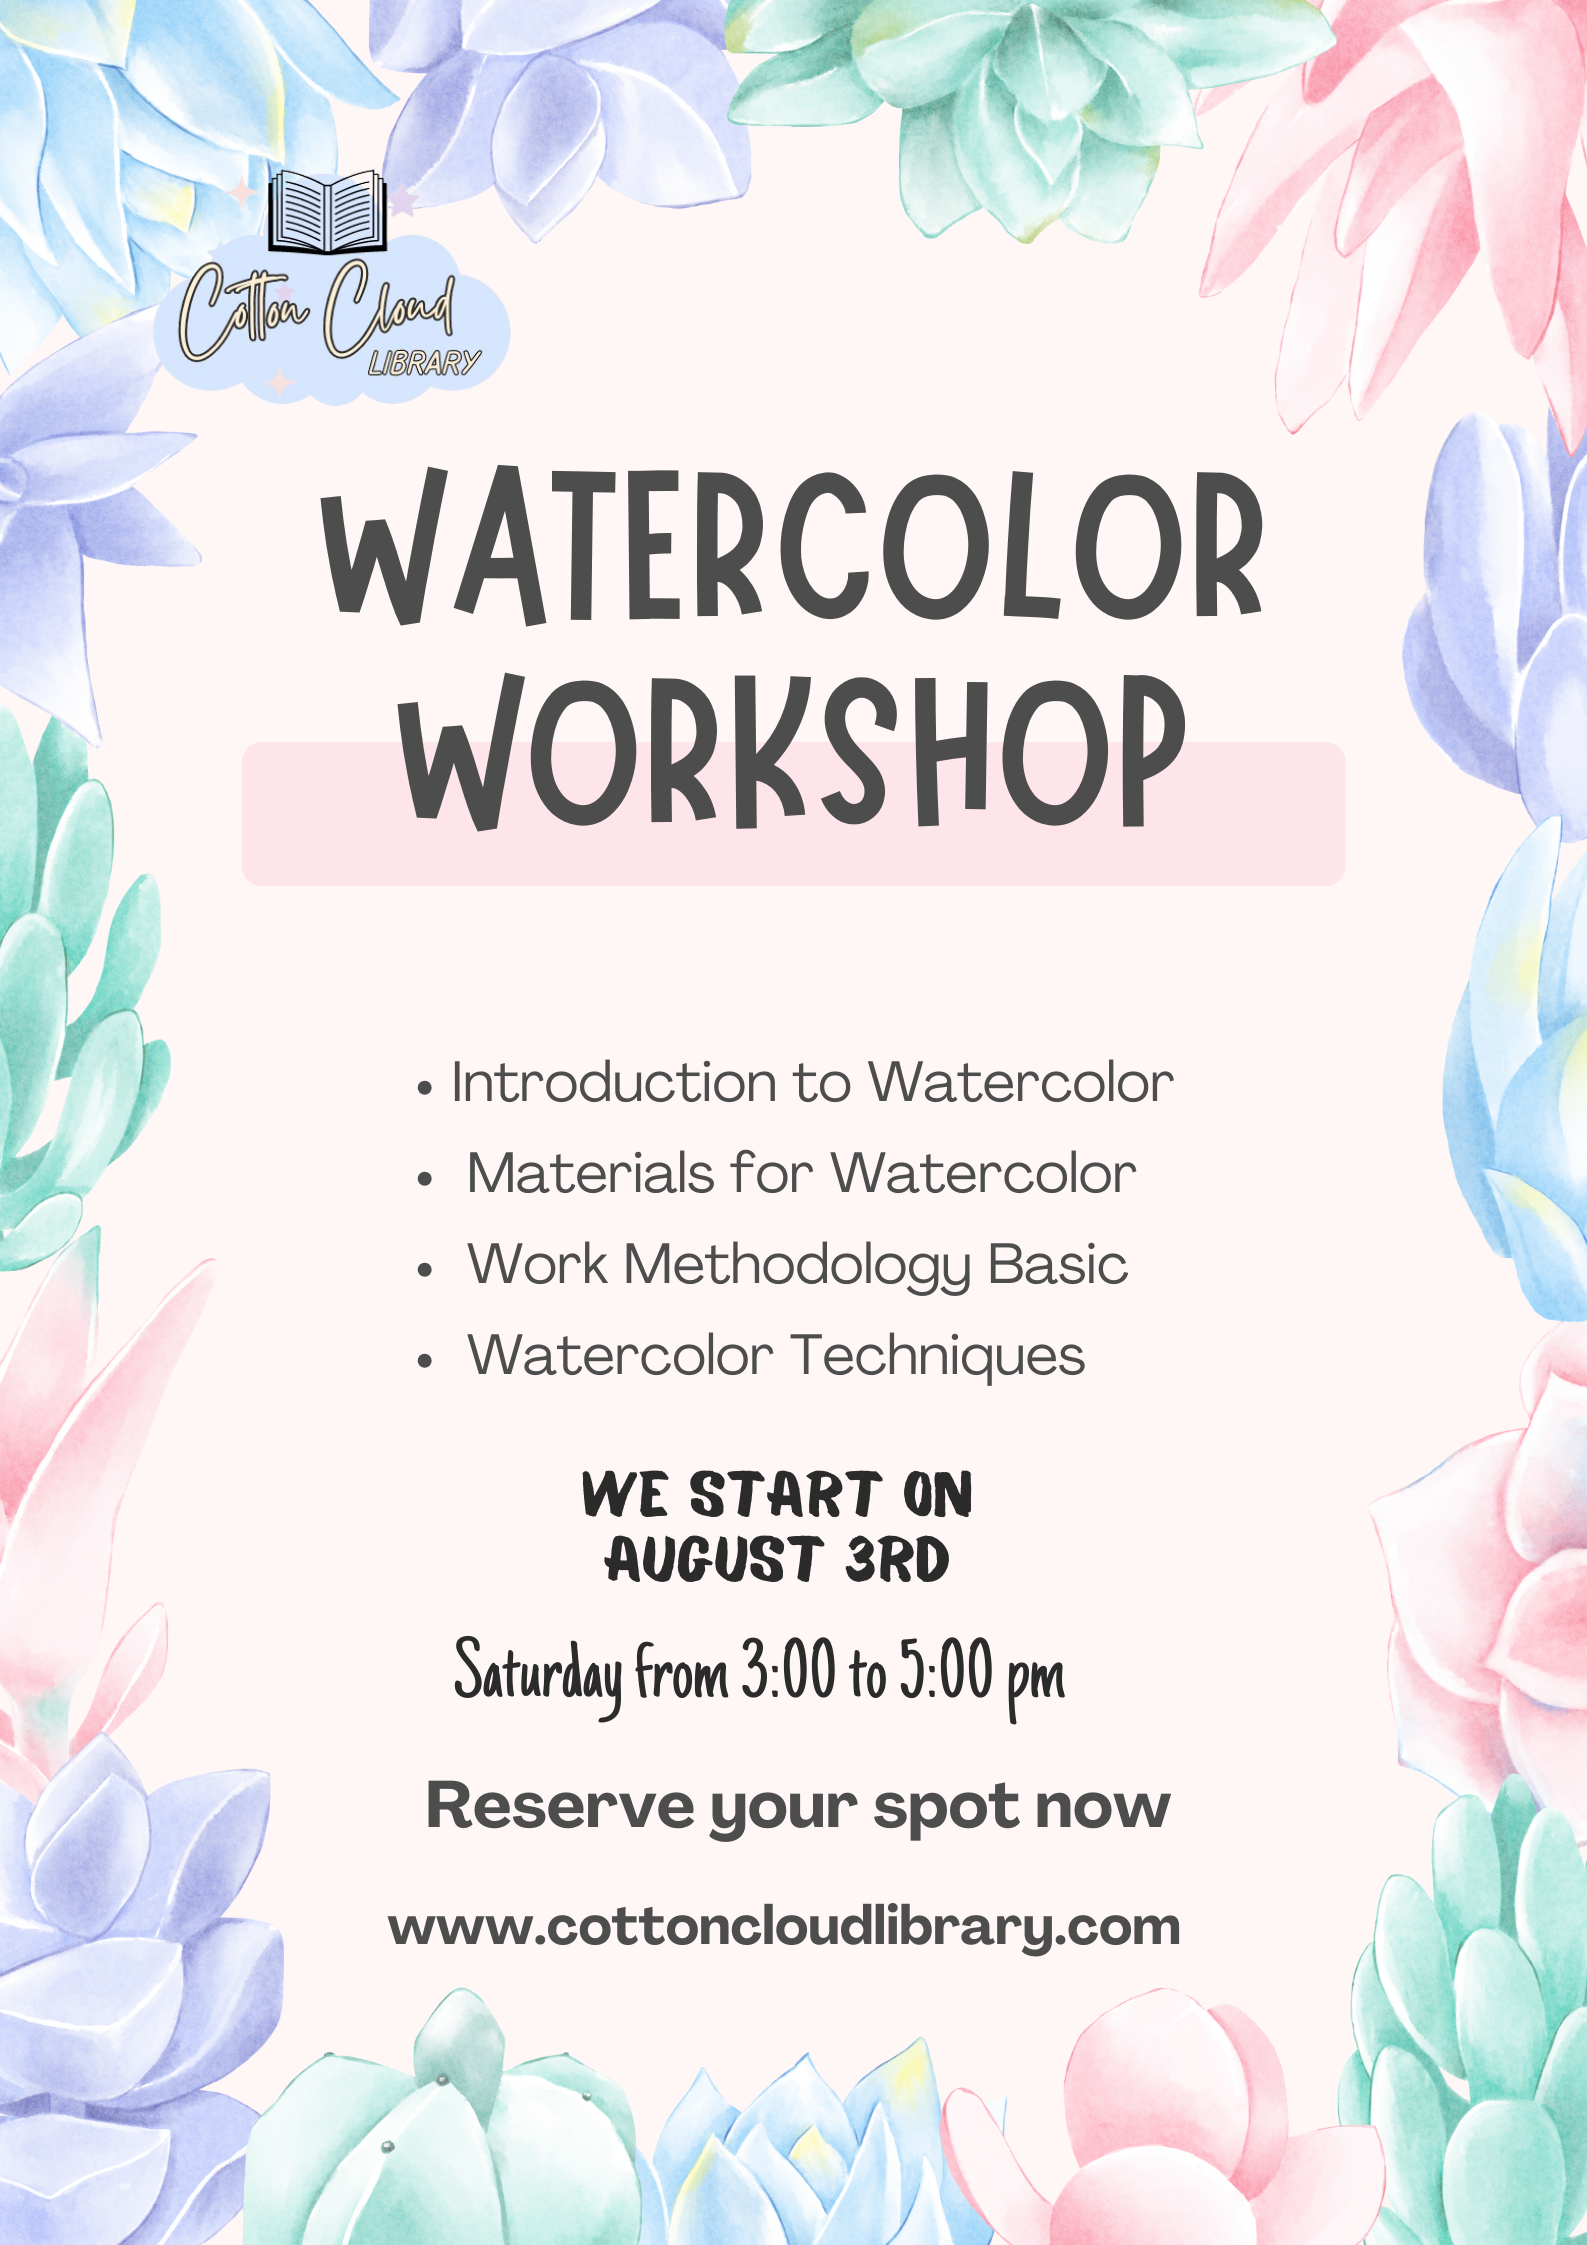 Cotton Cloud
LIBRARY
WATERCOLOR
WORKSHOP
• Introduction to Watercolor
• Materials for Watercolor
• Work Methodology Basic
• Watercolor Techniques
WE START ON
AUGUST 3RD
Saturday from 3:00 to 5:00 pm
Reserve your spot now
www.cottoncloudlibrary.com